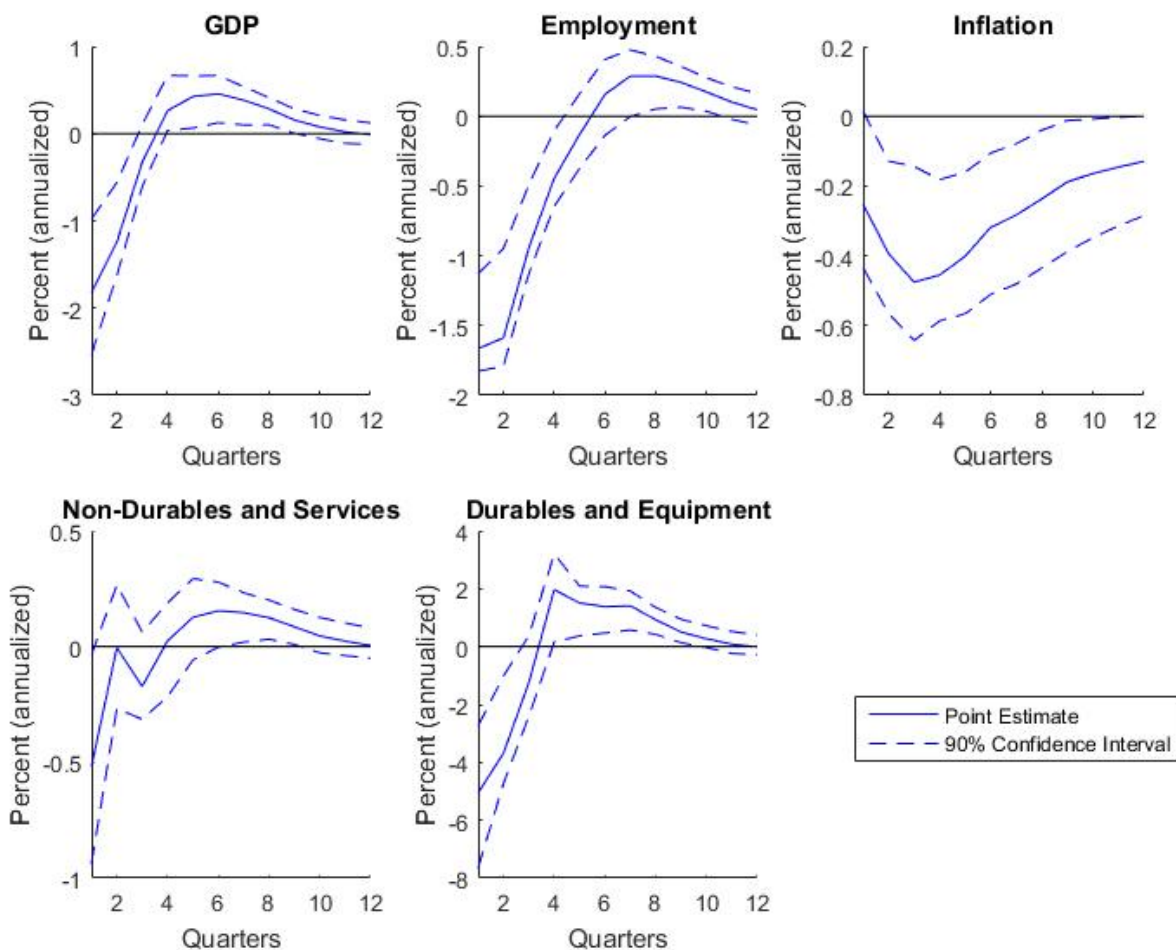 GDP
Employment
Inflation
1
0
-1
-2
-3
Percent (annualized)
2 4 6 8 10 12
Quarters
0.5
0
-0.5
-1
-1.5
-2
Percent (annualized)
2 4 6 8 10 12
Quarters
0.2
0
-0.2
-0.4
-0.6
-0.8
Percent (annualized)
2 4 6 8 10 12
Quarters
Non-Durables and Services
Durables and Equipment
0.5
0
-0.5
-1
Percent (annualized)
2 4 6 8 10 12
Quarters
4
2
0
-2
-4
-6
-8
Percent (annualized)
2 4 6 8 10 12
Quarters
Point Estimate
90% Confidence Interval